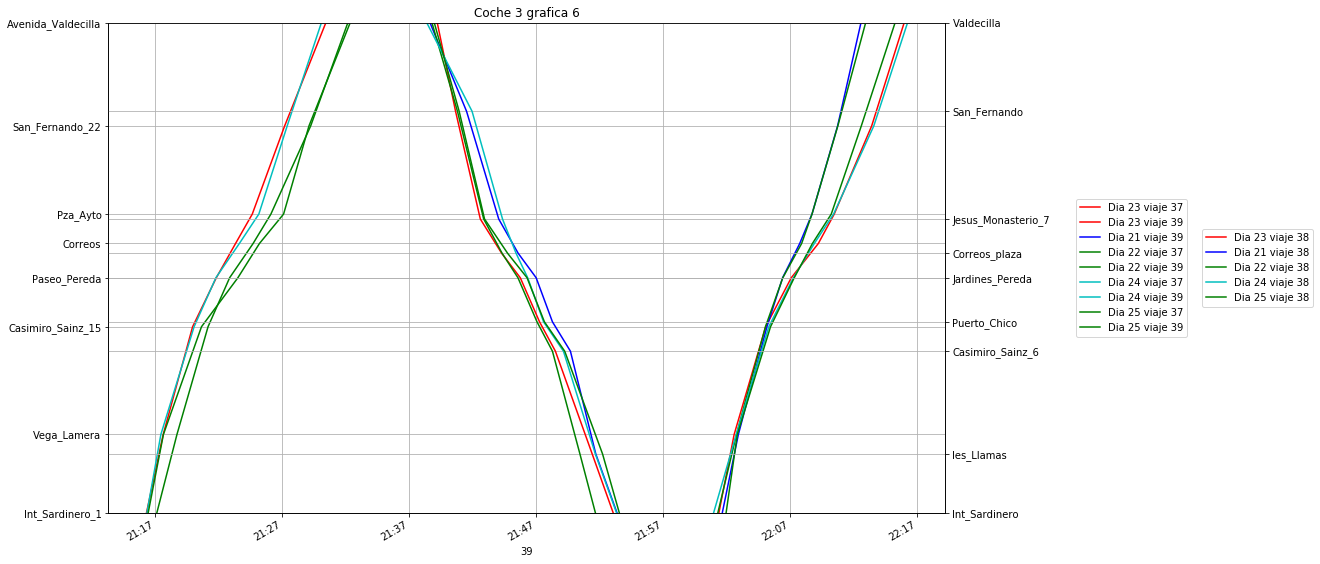 Coche 3 grafica 6
Avenida_Valdecilla
San_Fernando_22
Pza_Ayto
Correos
Paseo_Pereda
Casimiro_Sainz_15
Vega_Lamera
Int_Sardinero_1
Valdecilla
San_Fernando
Jesus_Monasterio_7
Correos_plaza
Jardines_Pereda
Puerto_Chico
Casimiro_Sainz_6
Ies_Llamas
Int_Sardinero
21:17
21:27
21:37
21:47
21:57
22:07
22:17
39
Dia 23 viaje 37
Dia 23 viaje 39
Dia 21 viaje 39
Dia 22 viaje 37
Dia 22 viaje 39
Dia 24 viaje 37
Dia 24 viaje 39
Dia 25 viaje 37
Dia 25 viaje 39
Dia 23 viaje 38
Dia 21 viaje 38
Dia 22 viaje 38
Dia 24 viaje 38
Dia 25 viaje 38